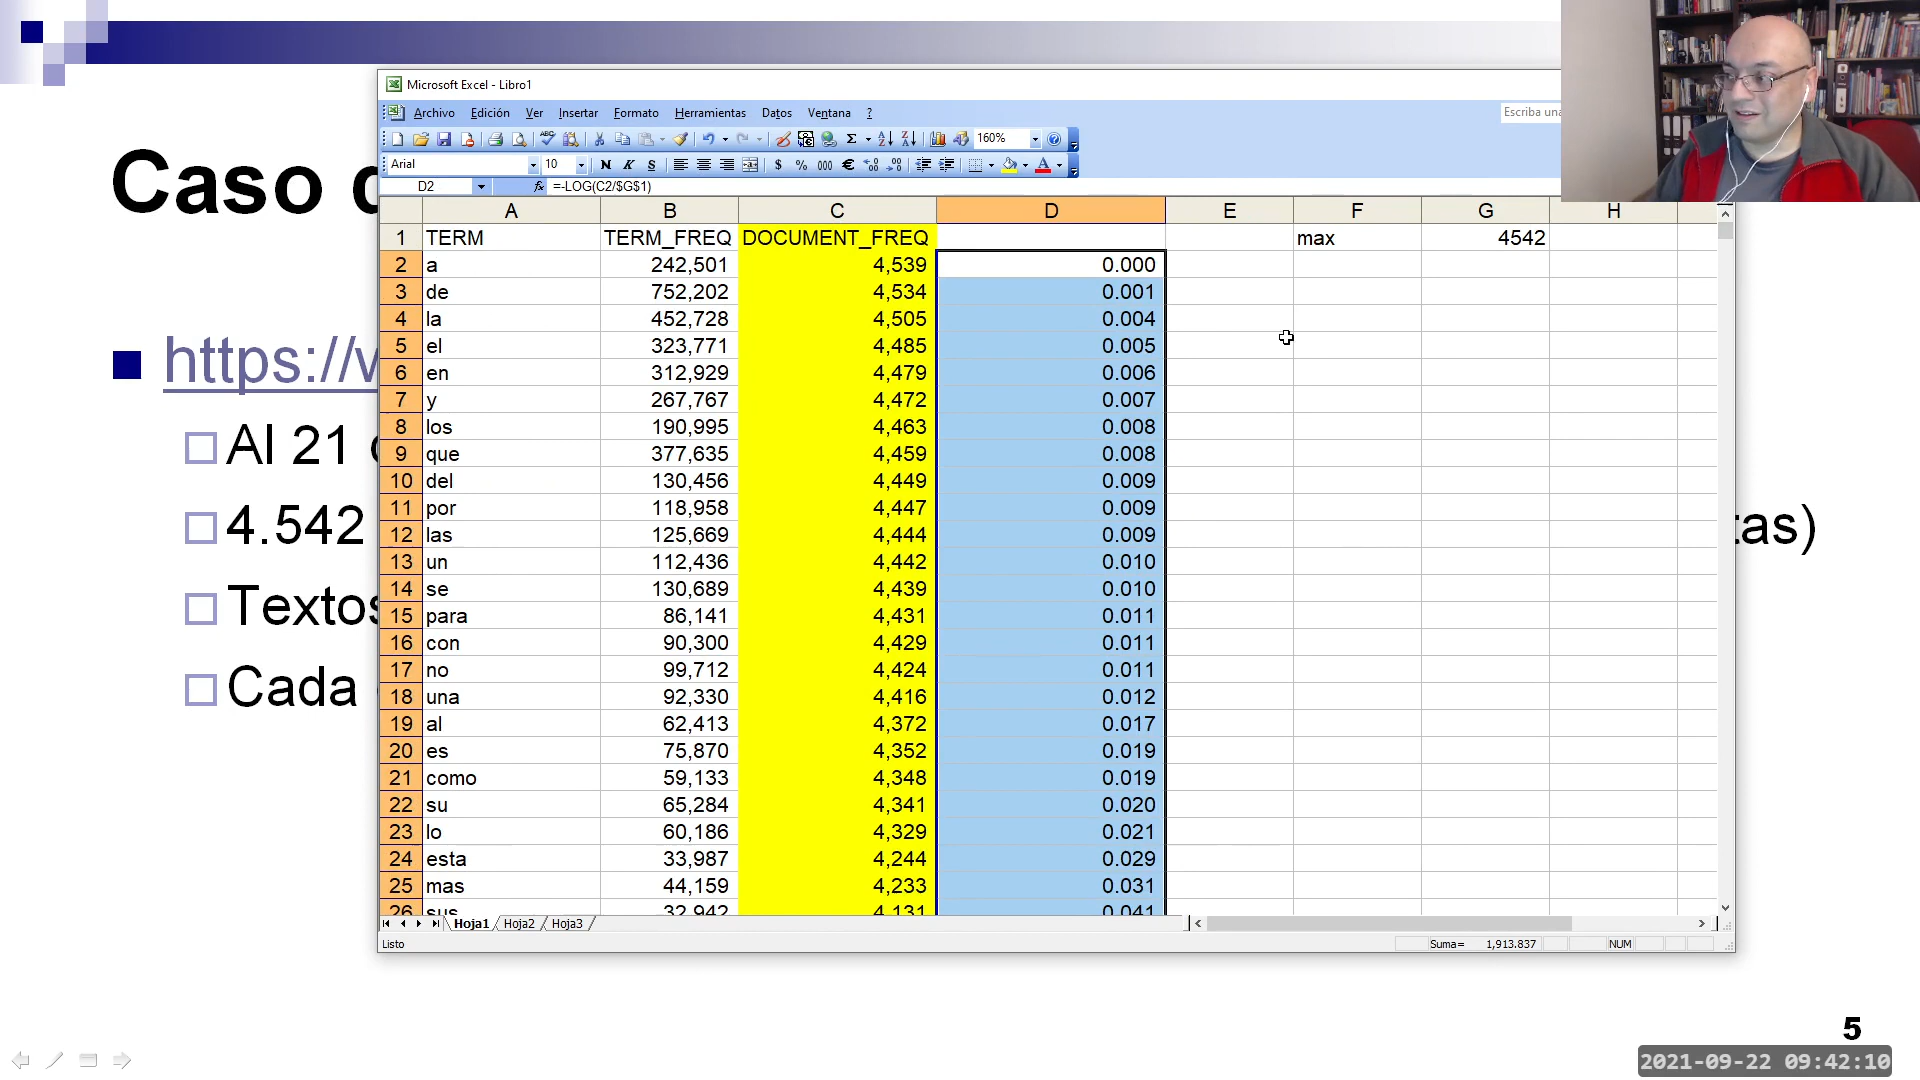 Microsoft Excel - Libro1
Archivo Edición Ver Insertar Formato Herramientas Datos Ventana ?
Escriba una
160%
Arial 10 N K S $ % 000 €
D2 fx =-LOG(C2/$G$1)
A B C D E F G H
1 TERM TERM_FREQ DOCUMENT_FREQ max 4542
2 a 242,501 4,539 0.000
3 de 752,202 4,534 0.001
4 la 452,728 4,505 0.004
5 el 323,771 4,485 0.005
6 en 312,929 4,479 0.006
7 y 267,767 4,472 0.007
8 los 190,995 4,463 0.008
9 que 377,635 4,459 0.008
10 del 130,456 4,449 0.009
11 por 118,958 4,447 0.009
12 las 125,669 4,444 0.009
13 un 112,436 4,442 0.010
14 se 130,689 4,439 0.010
15 para 86,141 4,431 0.011
16 con 90,300 4,429 0.011
17 no 99,712 4,424 0.011
18 una 92,330 4,416 0.012
19 al 62,413 4,372 0.017
20 es 75,870 4,352 0.019
21 como 59,133 4,348 0.019
22 su 65,284 4,341 0.020
23 lo 60,186 4,329 0.021
24 esta 33,987 4,244 0.029
25 mas 44,159 4,233 0.031
26 sus 32,942 4,131 0.041
Hoja1 Hoja2 Hoja3
Listo Suma= 1,913.837 NUM
Caso
https://
Al 21
4.542 tas)
Textos
Cada
5
2021-09-22 09:42:10